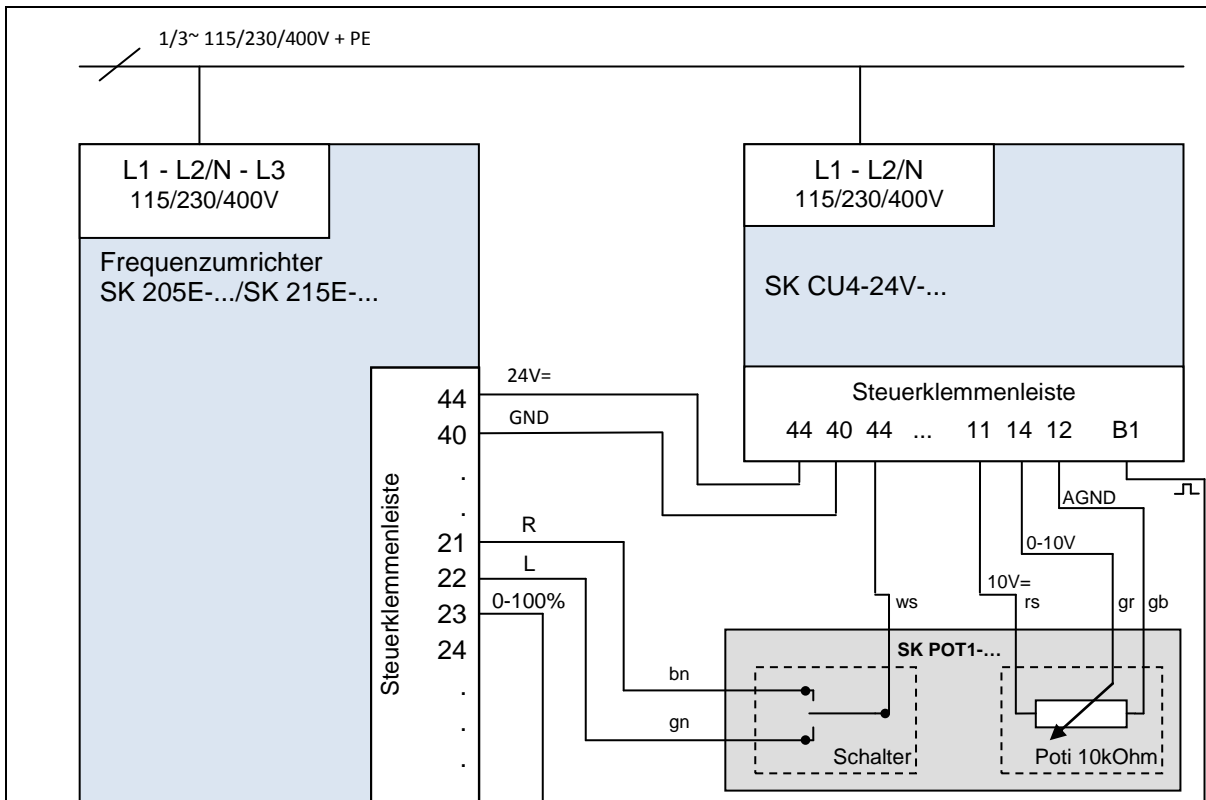 1/3~ 115/230/400V + PE
L1 - L2/N - L3
115/230/400V
Frequenzumrichter
SK 205E-.../SK 215E-...
Steuerklemmenleiste
44
40
.
.
21
22
23
24
.
.
.
24V=
GND
R
L
0-100%
L1 - L2/N
115/230/400V
SK CU4-24V-...
Steuerklemmenleiste
44 40 44 ... 11 14 12 B1
AGND
0-10V
10V=
ws rs gr gb
SK POT1-...
bn
gn
Schalter
Poti 10kOhm